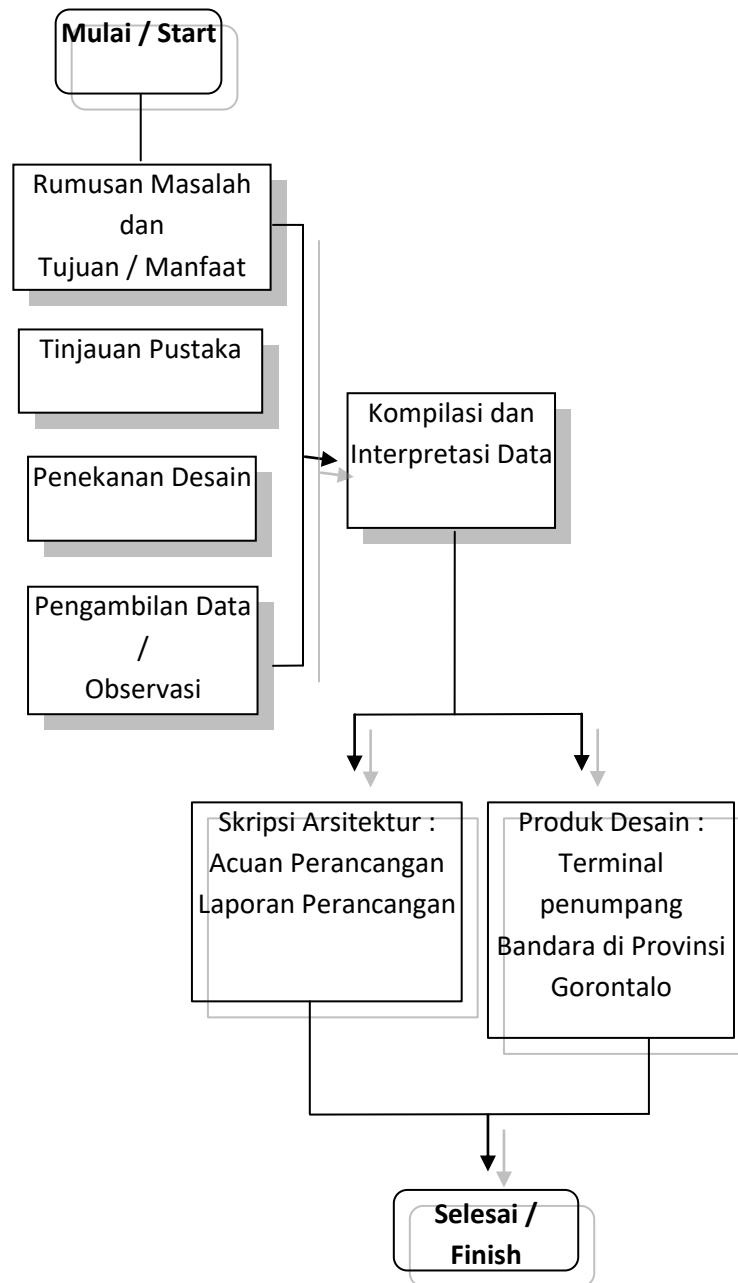 Mulai / Start
Rumusan Masalah
dan
Tujuan / Manfaat
Tinjauan Pustaka
Penekanan Desain
Pengambilan Data
/
Observasi
Kompilasi dan
Interpretasi Data
Skripsi Arsitektur :
Acuan Perancangan
Laporan Perancangan
Produk Desain :
Terminal
penumpang
Bandara di Provinsi
Gorontalo
Selesai /
Finish